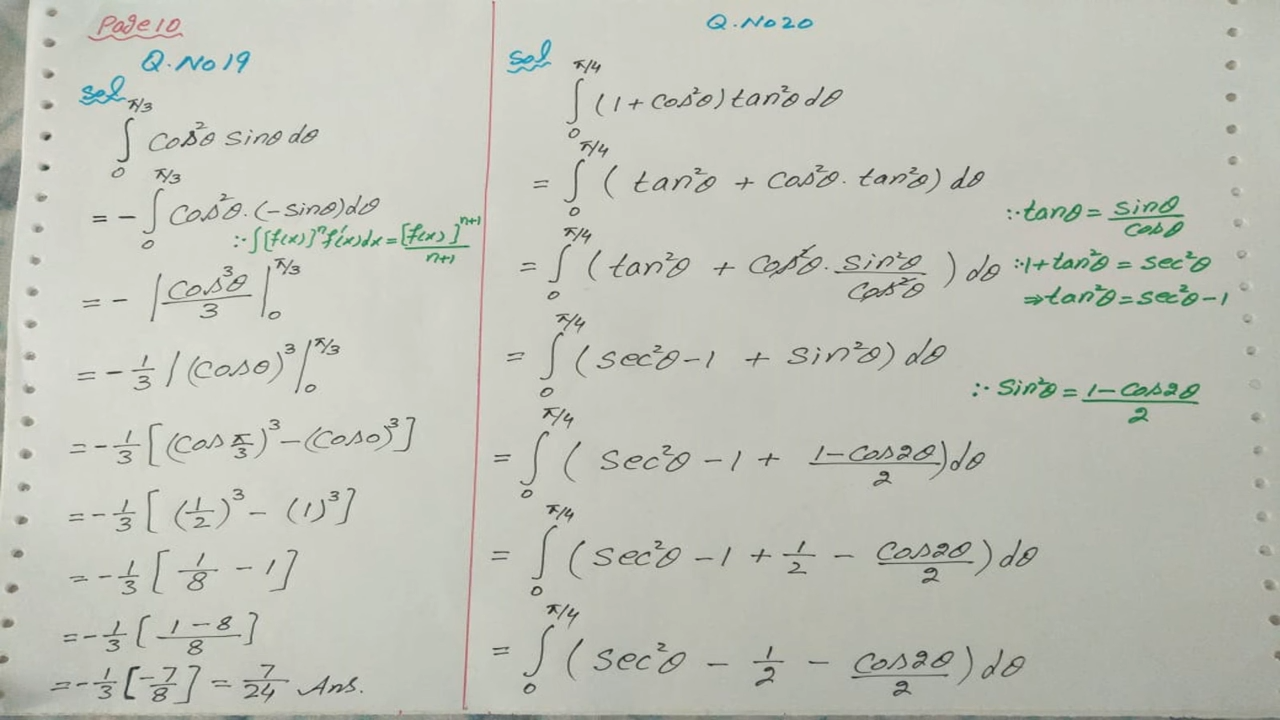 Page 10
Q.No 19
Sol
∫₀^{π/3} cos²θ sinθ dθ
= - ∫₀^{π/3} cos²θ . (-sinθ) dθ
∵ ∫[f(x)]ⁿ f'(x) dx = [f(x)]^{n+1} / n+1
= - | cos³θ / 3 |₀^{π/3}
= - 1/3 | (cosθ)³ |₀^{π/3}
= - 1/3 [ (cos π/3)³ - (cos 0)³ ]
= - 1/3 [ (1/2)³ - (1)³ ]
= - 1/3 [ 1/8 - 1 ]
= - 1/3 [ (1-8) / 8 ]
= - 1/3 [ -7/8 ] = 7/24 Ans.
Q.No 20
Sol
∫₀^{π/4} (1 + cos²θ) tan²θ dθ
= ∫₀^{π/4} ( tan²θ + cos²θ . tan²θ) dθ
∵ tanθ = sinθ / cosθ
= ∫₀^{π/4} ( tan²θ + cos²θ . sin²θ / cos²θ ) dθ
∵ 1 + tan²θ = sec²θ
⇒ tan²θ = sec²θ - 1
= ∫₀^{π/4} ( sec²θ - 1 + sin²θ ) dθ
∵ sin²θ = (1 - cos2θ) / 2
= ∫₀^{π/4} ( sec²θ - 1 + (1 - cos2θ) / 2 ) dθ
= ∫₀^{π/4} ( sec²θ - 1 + 1/2 - cos2θ / 2 ) dθ
= ∫₀^{π/4} ( sec²θ - 1/2 - cos2θ / 2 ) dθ